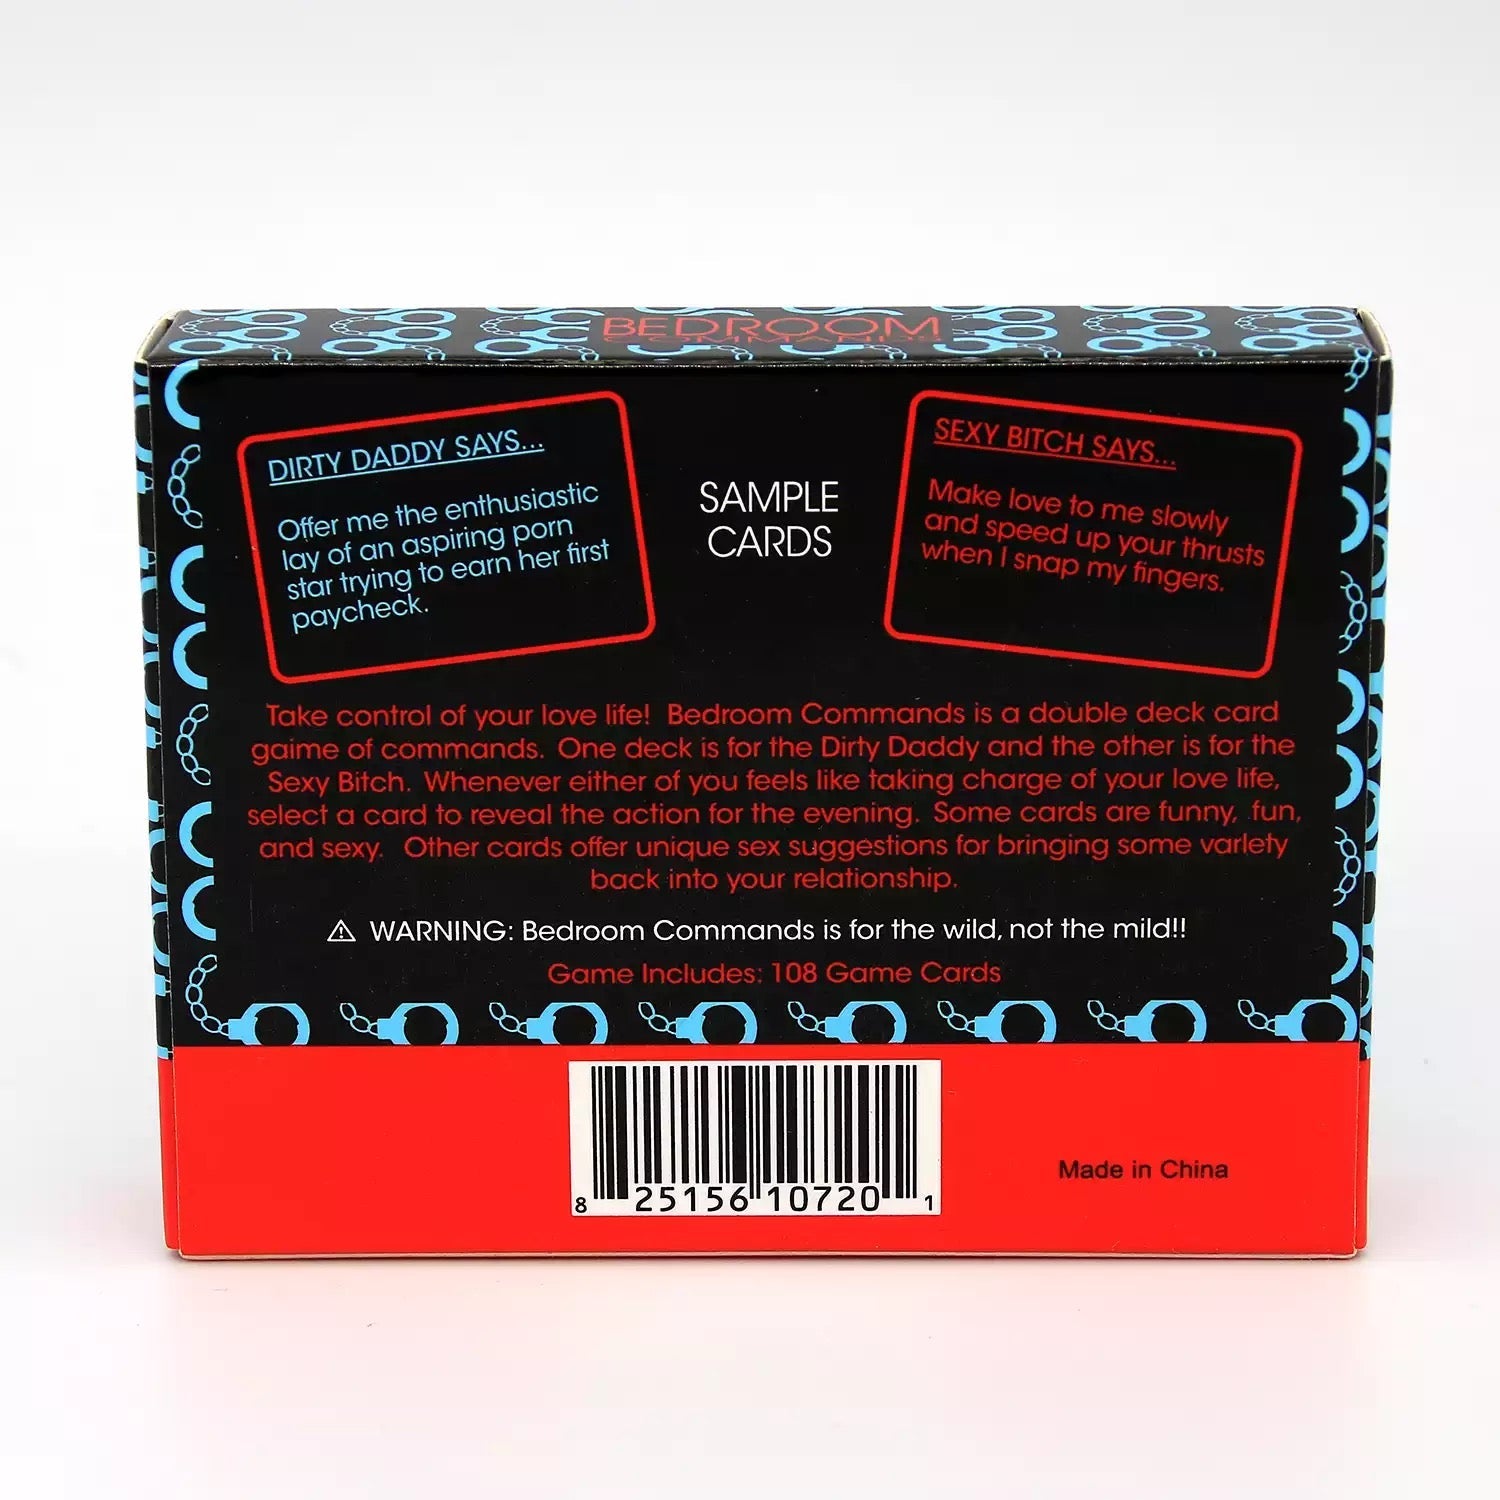 BEDROOM
COMMANDS
DIRTY DADDY SAYS...
Offer me the enthusiastic
lay of an aspiring porn
star trying to earn her first
paycheck.
SAMPLE
CARDS
SEXY BITCH SAYS...
Make love to me slowly
and speed up your thrusts
when I snap my fingers.
Take control of your love life! Bedroom Commands is a double deck card
gaime of commands. One deck is for the Dirty Daddy and the other is for the
Sexy Bitch. Whenever either of you feels like taking charge of your love life,
select a card to reveal the action for the evening. Some cards are funny, fun,
and sexy. Other cards offer unique sex suggestions for bringing some varlety
back into your relationship.
⚠ WARNING: Bedroom Commands is for the wild, not the mild!!
Game Includes: 108 Game Cards
8 25156 10720 1
Made in China